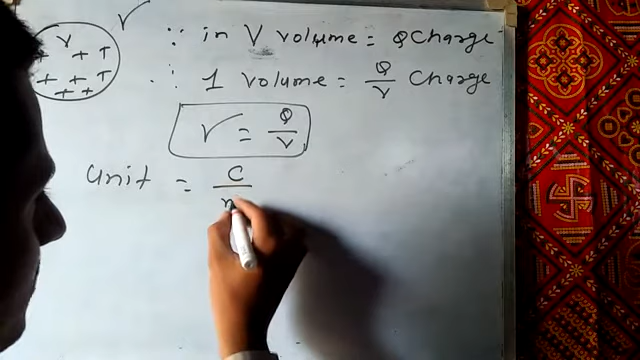 V + + + + + + + +
∵ in V volume = Q Charge
∴ 1 volume = Q/V Charge
r = Q/V
Unit = C/m